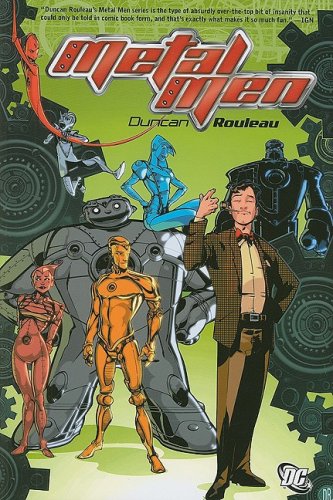 "Duncan Rouleau's Metal Men series is the type of absurdly over-the-top bit of insanity that
could only be told in comic book form, and that's exactly what makes it so much fun." —IGN
Metal
Men
Duncan Rouleau
DC